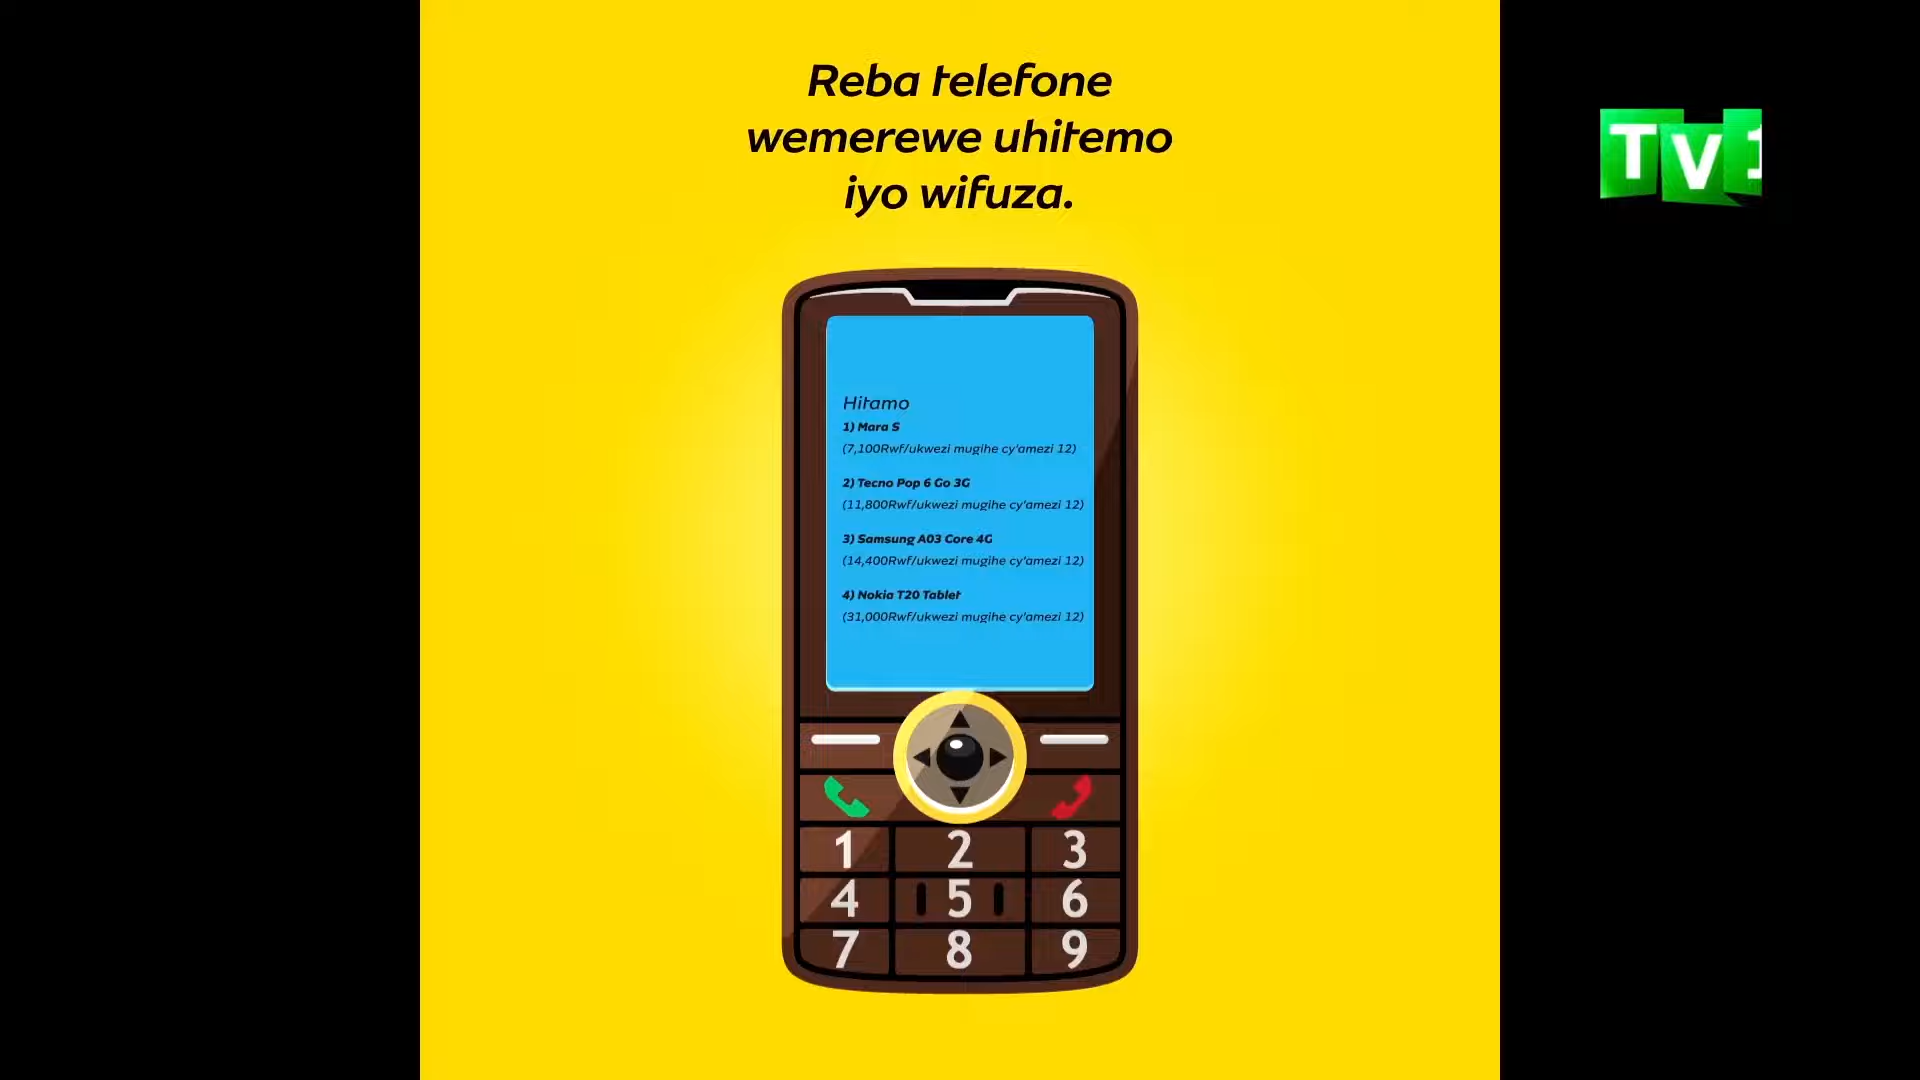 Reba telefone
wemerewe uhitemo
iyo wifuza.
TV1
Hitamo
1) Mara S
(7,100Rwf/ukwezi mugihe cy'amezi 12)
2) Tecno Pop 6 Go 3G
(11,800Rwf/ukwezi mugihe cy'amezi 12)
3) Samsung A03 Core 4G
(14,400Rwf/ukwezi mugihe cy'amezi 12)
4) Nokia T20 Tablet
(31,000Rwf/ukwezi mugihe cy'amezi 12)
1 2 3
4 5 6
7 8 9